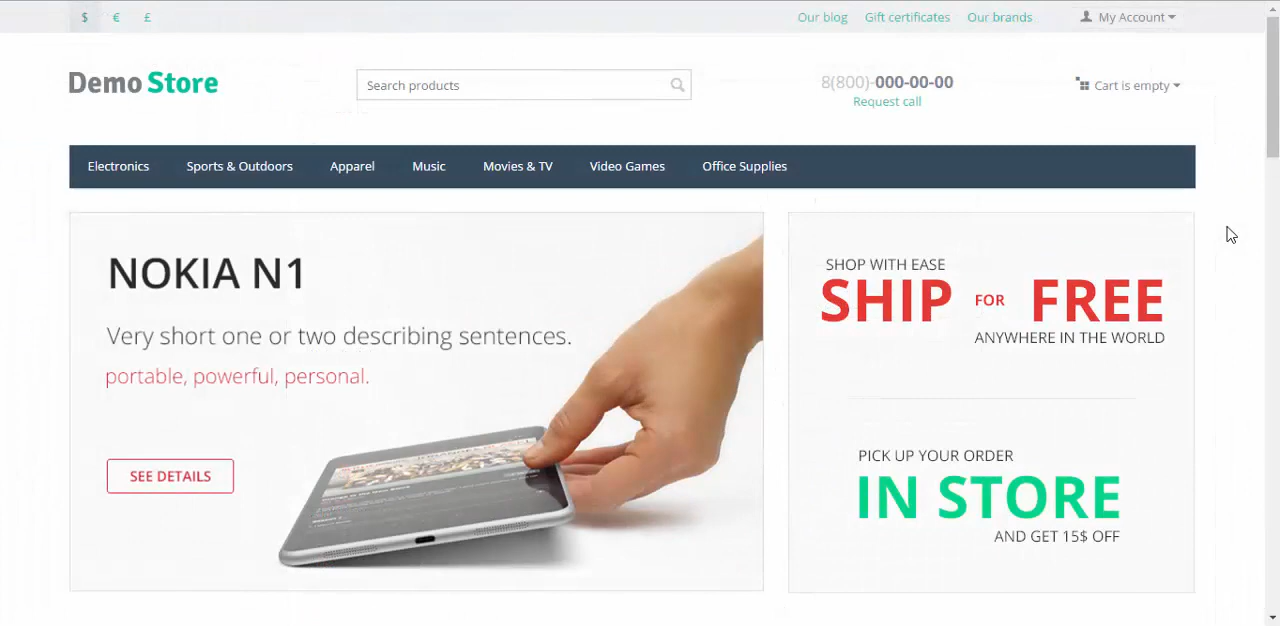 $ € £
Our blog Gift certificates Our brands My Account
Demo Store
Search products
8(800)-000-00-00
Request call
Cart is empty
Electronics Sports & Outdoors Apparel Music Movies & TV Video Games Office Supplies
NOKIA N1
Very short one or two describing sentences.
portable, powerful, personal.
SEE DETAILS
SHOP WITH EASE
SHIP FOR FREE
ANYWHERE IN THE WORLD
PICK UP YOUR ORDER
IN STORE
AND GET 15$ OFF